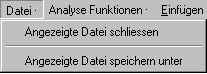 Datei · Analyse Funktionen · Einfügen
Angezeigte Datei schliessen
Angezeigte Datei speichern unter